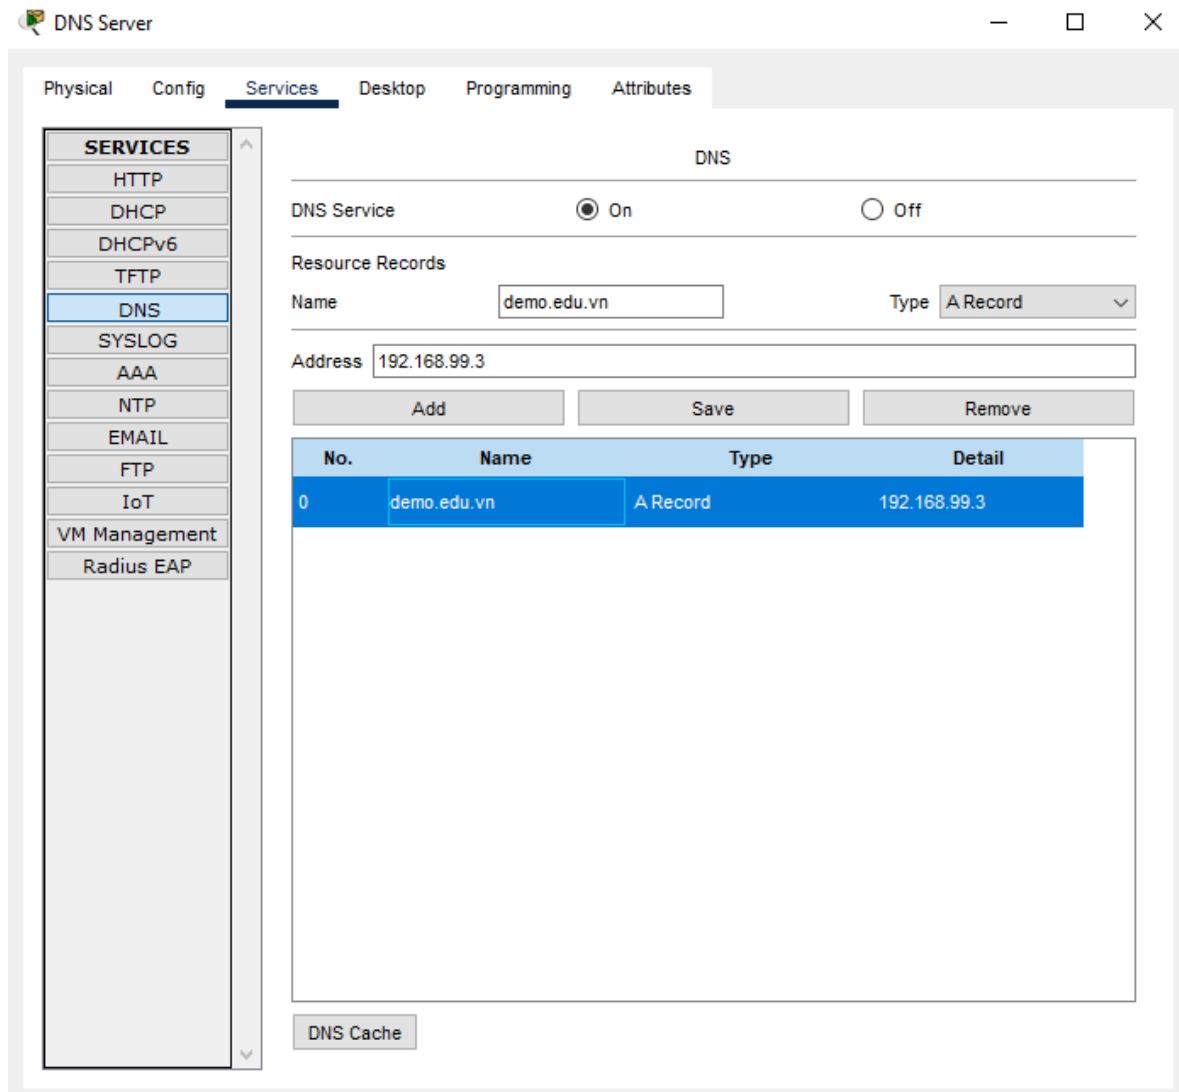 DNS Server
Physical Config Services Desktop Programming Attributes
SERVICES
HTTP
DHCP
DHCPv6
TFTP
DNS
SYSLOG
AAA
NTP
EMAIL
FTP
IoT
VM Management
Radius EAP
DNS
DNS Service On Off
Resource Records
Name demo.edu.vn Type A Record
Address 192.168.99.3
Add Save Remove
No. Name Type Detail
0 demo.edu.vn A Record 192.168.99.3
DNS Cache